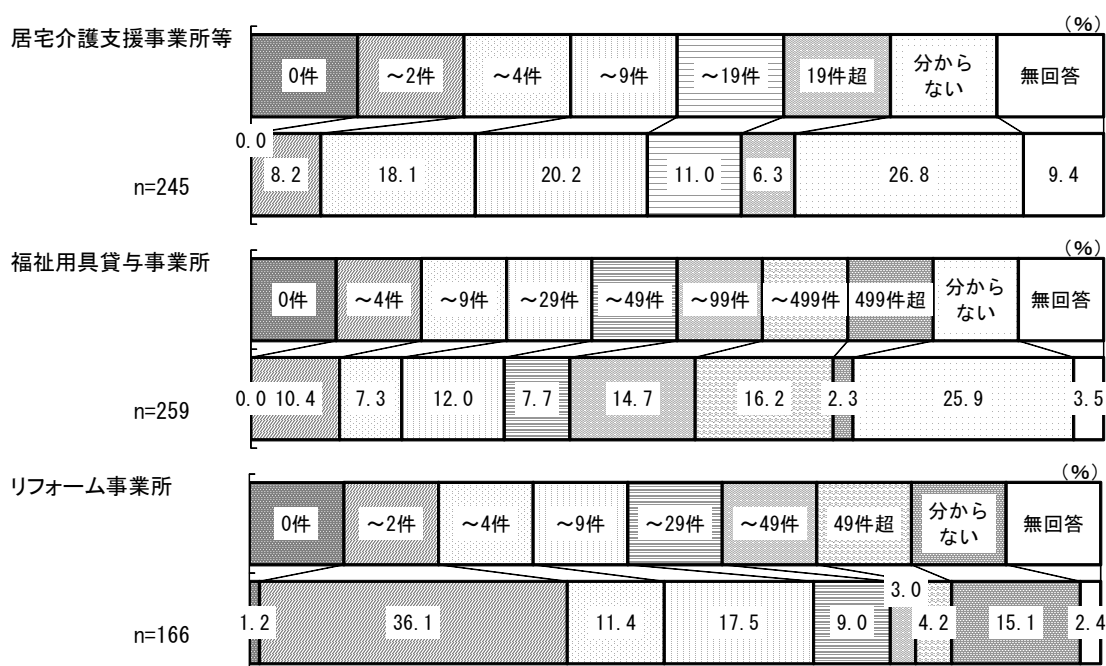 (%)
居宅介護支援事業所等
0件 ～2件 ～4件 ～9件 ～19件 19件超 分から
ない 無回答
0.0 8.2 18.1 20.2 11.0 6.3 26.8 9.4
n=245
(%)
福祉用具貸与事業所
0件 ～4件 ～9件 ～29件 ～49件 ～99件 ～499件 499件超 分から
ない 無回答
0.0 10.4 7.3 12.0 7.7 14.7 16.2 2.3 25.9 3.5
n=259
(%)
リフォーム事業所
0件 ～2件 ～4件 ～9件 ～29件 ～49件 49件超 分から
ない 無回答
1.2 36.1 11.4 17.5 9.0 3.0 4.2 15.1 2.4
n=166